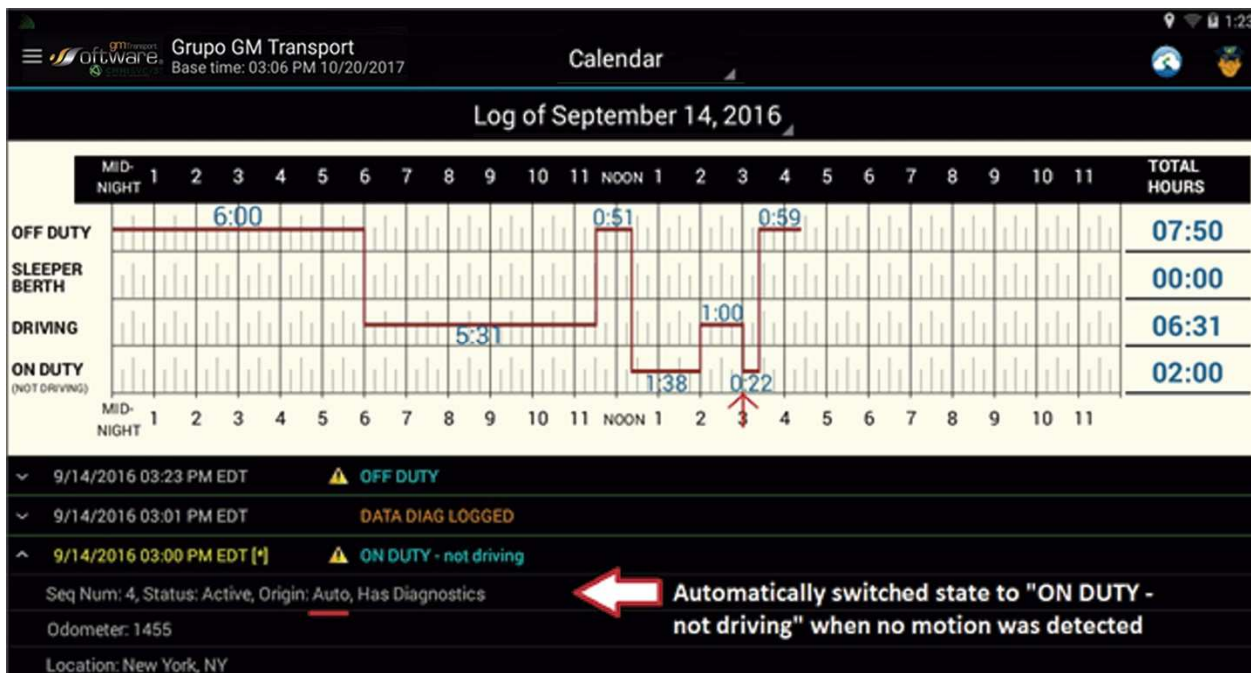 1:23
gmTransport
Software.
Grupo GM Transport
Base time: 03:06 PM 10/20/2017
Calendar
Log of September 14, 2016
MID-NIGHT 1 2 3 4 5 6 7 8 9 10 11 NOON 1 2 3 4 5 6 7 8 9 10 11 TOTAL HOURS
6:00 0:51 0:59
OFF DUTY 07:50
SLEEPER BERTH 00:00
1:00
DRIVING 06:31
5:31
ON DUTY 02:00
(NOT DRIVING)
1:38 0:22
MID-NIGHT 1 2 3 4 5 6 7 8 9 10 11 NOON 1 2 3 4 5 6 7 8 9 10 11
9/14/2016 03:23 PM EDT OFF DUTY
9/14/2016 03:01 PM EDT DATA DIAG LOGGED
9/14/2016 03:00 PM EDT [*] ON DUTY - not driving
Seq Num: 4, Status: Active, Origin: Auto, Has Diagnostics
Automatically switched state to "ON DUTY -
not driving" when no motion was detected
Odometer: 1455
Location: New York, NY